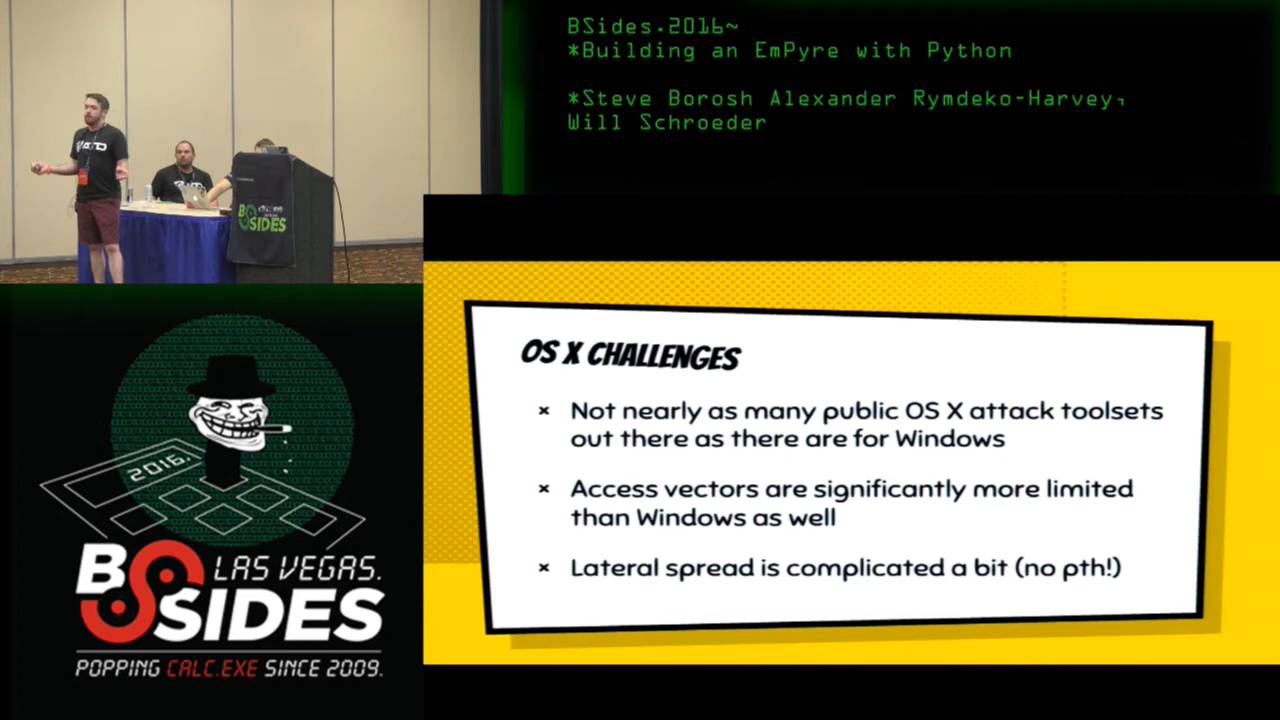 BSides.2016~
*Building an EmPyre with Python
*Steve Borosh Alexander Rymdeko-Harvey,
Will Schroeder
BSIDES
OS X CHALLENGES
× Not nearly as many public OS X attack toolsets
out there as there are for Windows
× Access vectors are significantly more limited
than Windows as well
× Lateral spread is complicated a bit (no pth!)
2016.
BSIDES LAS VEGAS.
POPPING CALC.EXE SINCE 2009.